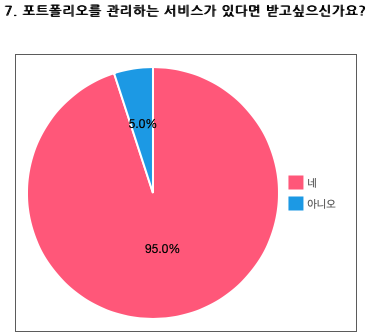 7. 포트폴리오를 관리하는 서비스가 있다면 받고싶으신가요?
5.0%
네
아니오
95.0%